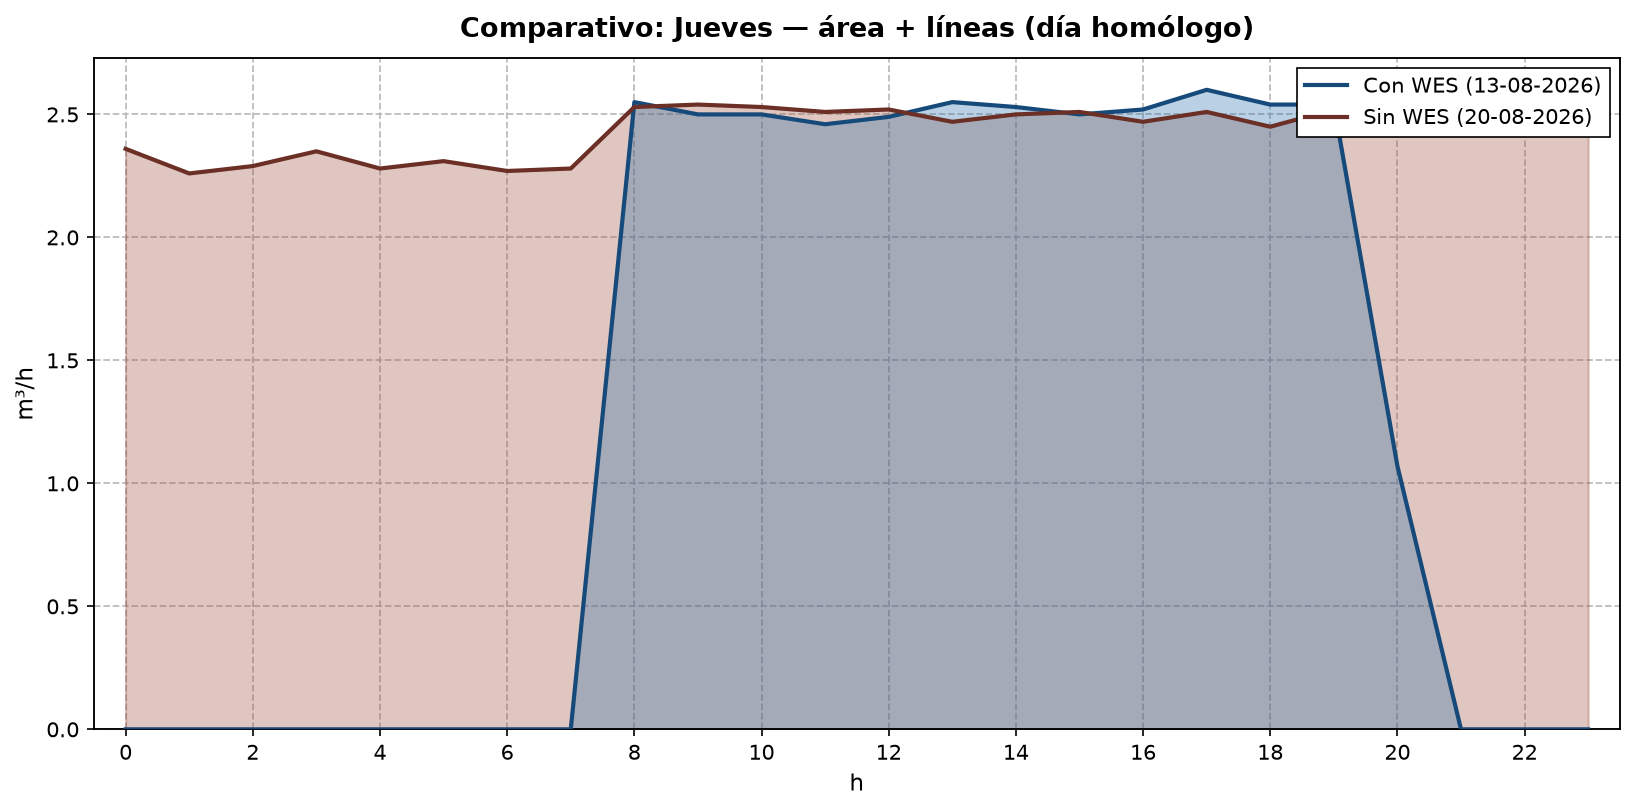 Comparativo: Jueves — área + líneas (día homólogo)
Con WES (13-08-2026)
Sin WES (20-08-2026)
m³/h
2.5
2.0
1.5
1.0
0.5
0.0
0 2 4 6 8 10 12 14 16 18 20 22
h